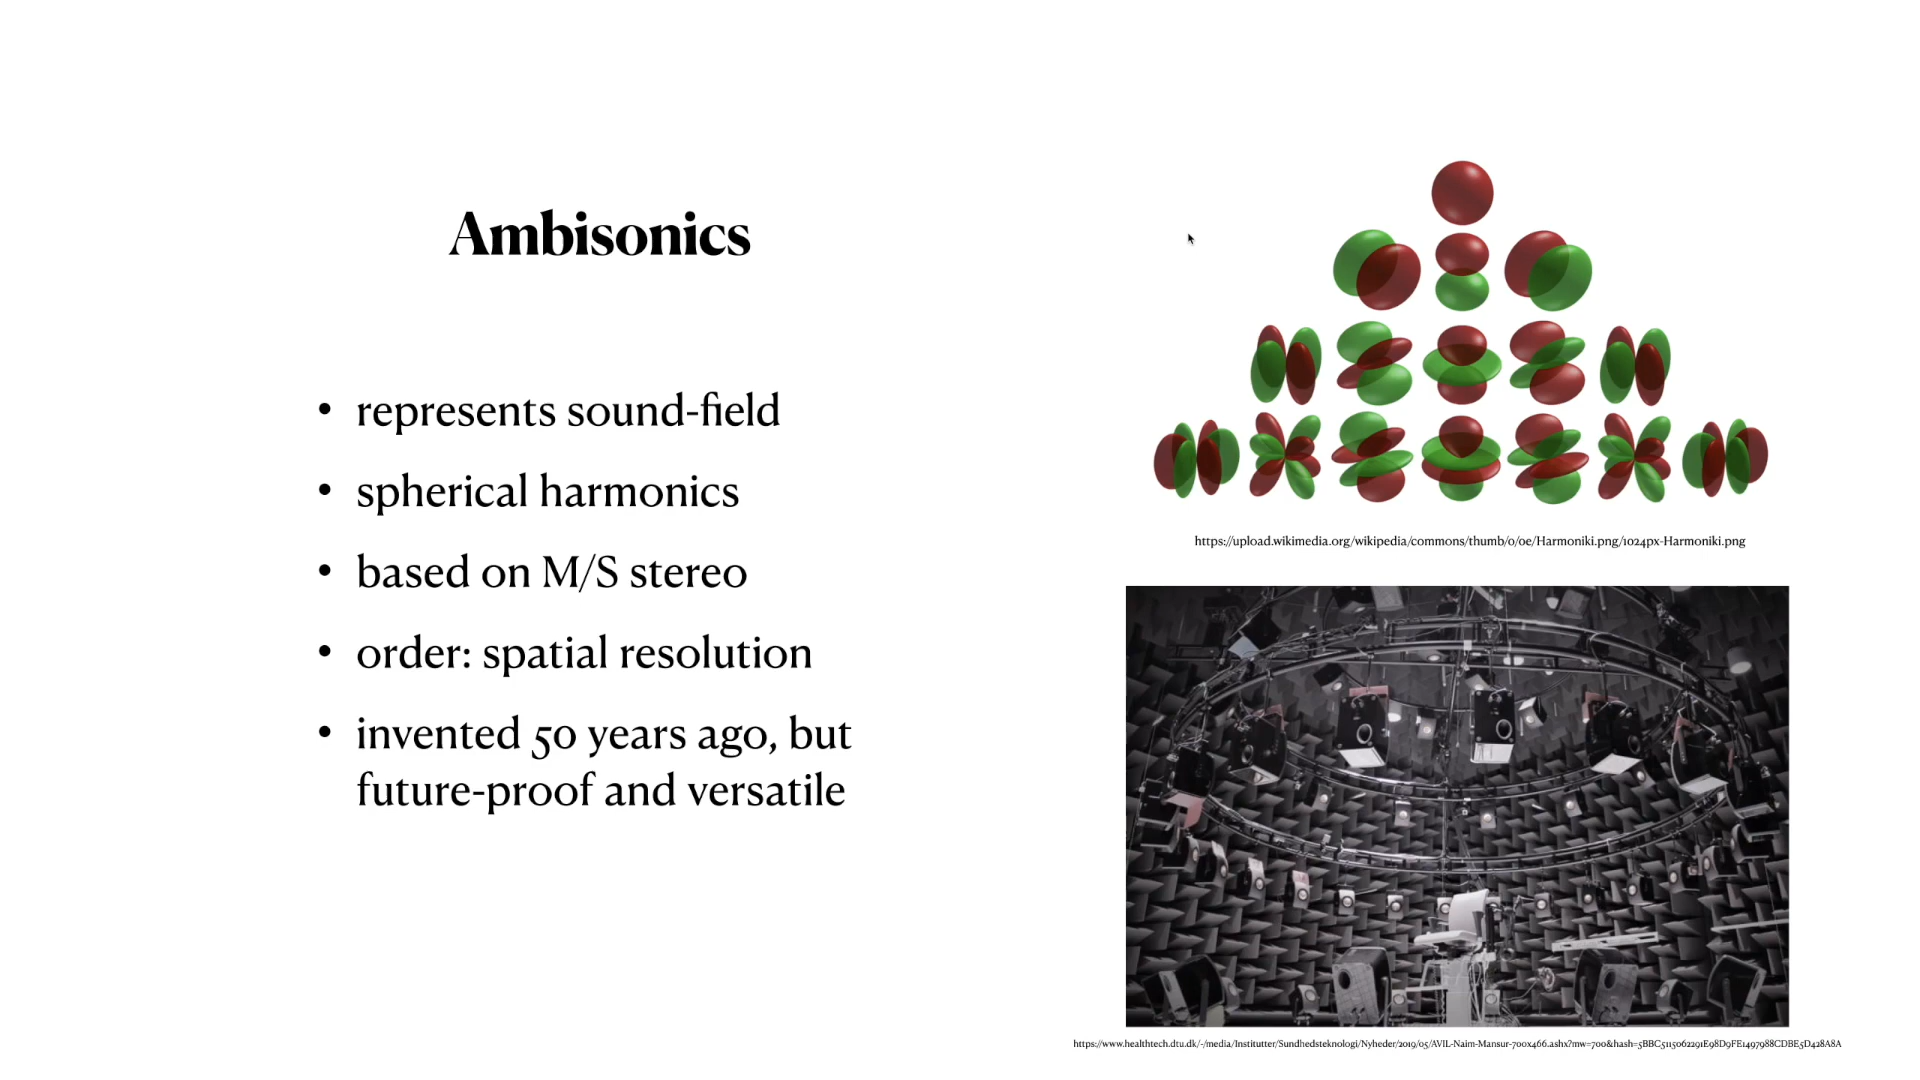 Ambisonics
• represents sound-field
• spherical harmonics
• based on M/S stereo
• order: spatial resolution
• invented 50 years ago, but
future-proof and versatile
https://upload.wikimedia.org/wikipedia/commons/thumb/0/0e/Harmoniki.png/1024px-Harmoniki.png
https://www.healthtech.dtu.dk/-/media/Institutter/Sundhedsteknologi/Nyheder/2019/05/AVIL-Naim-Mansur-700x466.ashx?mw=700&hash=5BBC5115062291E98D9FE1497988CDBE5D428A8A